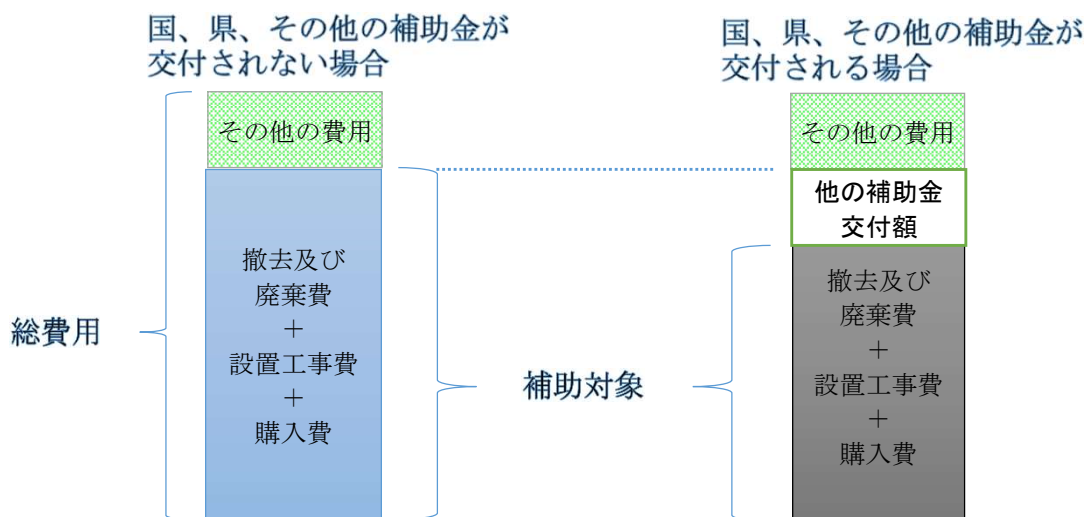 国、県、その他の補助金が
交付されない場合
国、県、その他の補助金が
交付される場合
その他の費用
その他の費用
他の補助金
交付額
撤去及び
廃棄費
+
設置工事費
+
購入費
撤去及び
廃棄費
+
設置工事費
+
購入費
総費用
補助対象